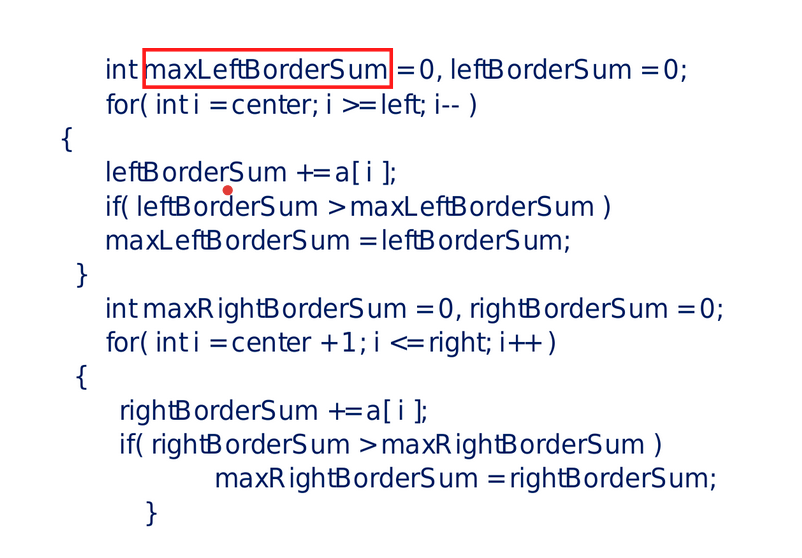 int maxLeftBorderSum = 0, leftBorderSum = 0;
for( int i = center; i >= left; i-- )
{
leftBorderSum += a[ i ];
if( leftBorderSum > maxLeftBorderSum )
maxLeftBorderSum = leftBorderSum;
}
int maxRightBorderSum = 0, rightBorderSum = 0;
for( int i = center + 1; i <= right; i++ )
{
rightBorderSum += a[ i ];
if( rightBorderSum > maxRightBorderSum )
maxRightBorderSum = rightBorderSum;
}